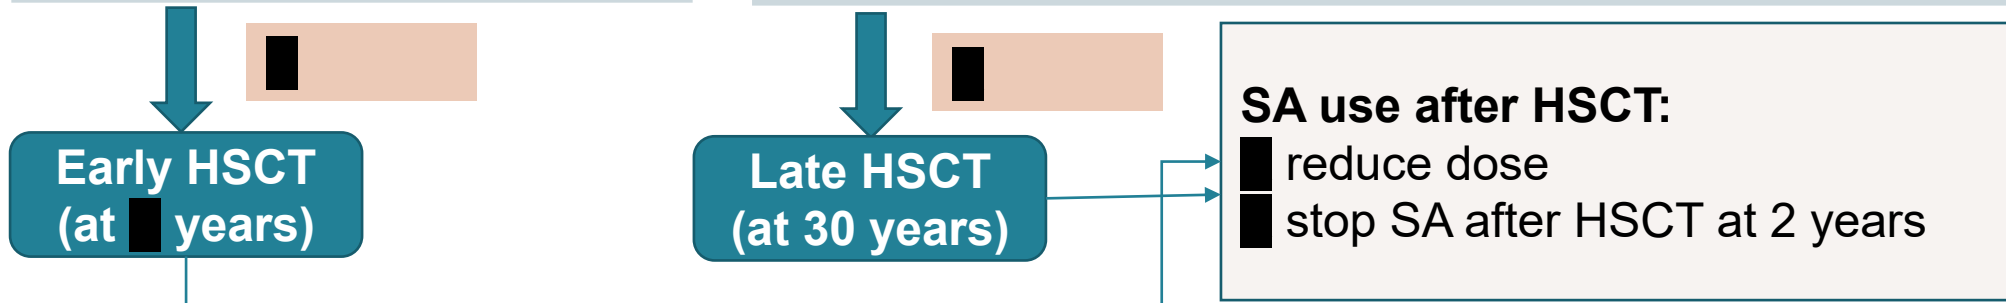 Early HSCT
(at █ years)
Late HSCT
(at 30 years)
SA use after HSCT:
█ reduce dose
█ stop SA after HSCT at 2 years